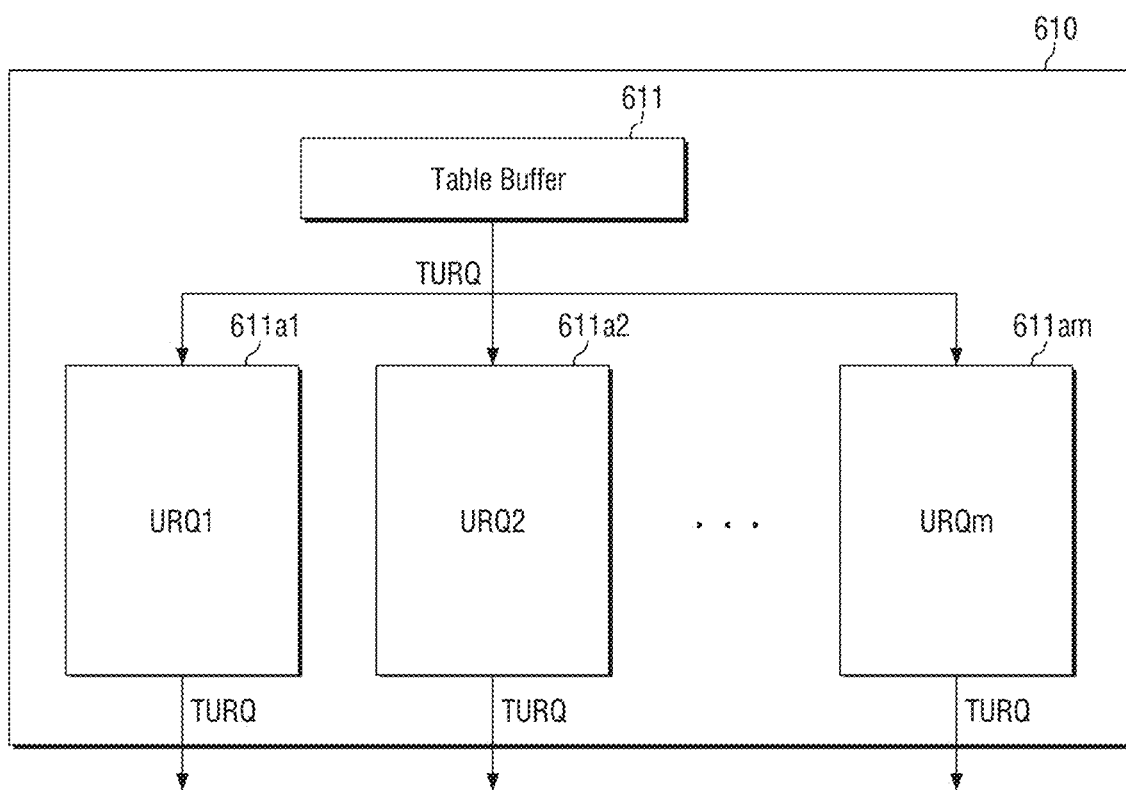 610
611
Table Buffer
TURQ
611a1
611a2
611am
URQ1
URQ2
. . .
URQm
TURQ
TURQ
TURQ